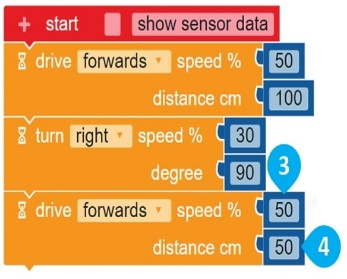 + start show sensor data
drive forwards speed % 50
distance cm 100
turn right speed % 30
degree 90
3
drive forwards speed % 50
distance cm 50
4